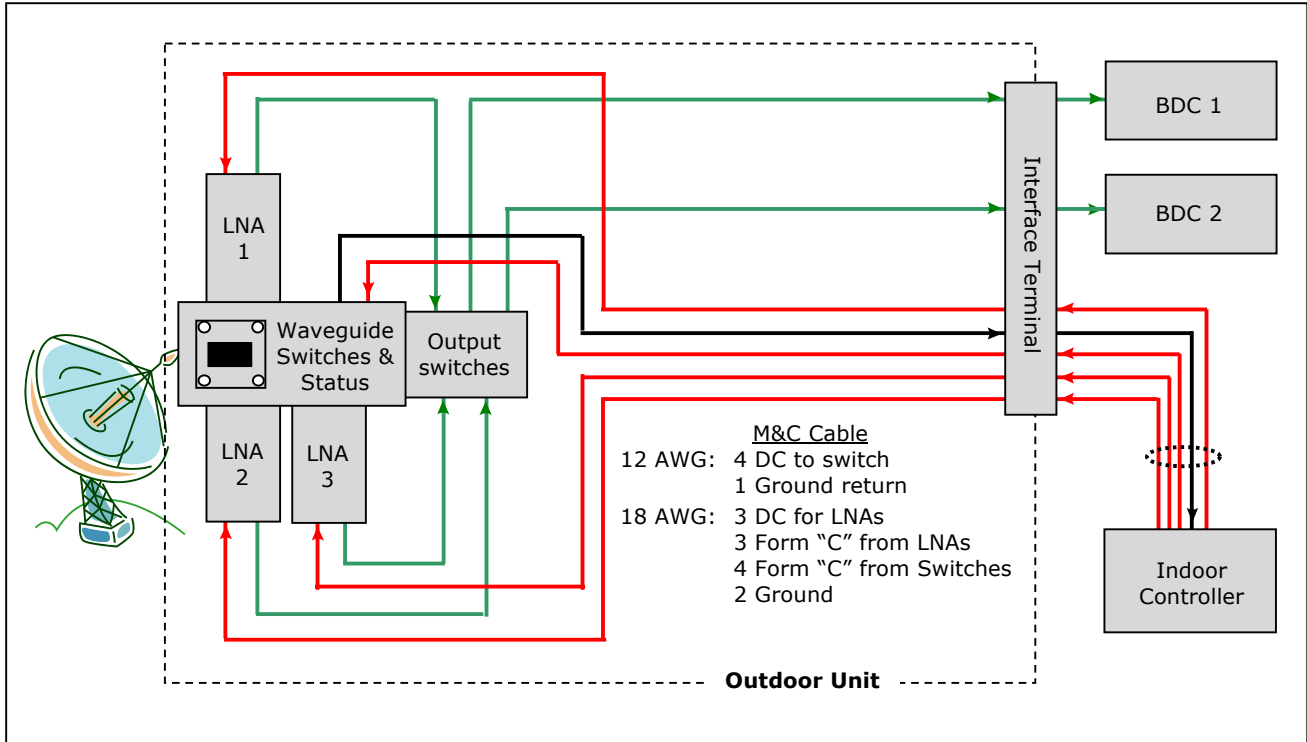 BDC 1
BDC 2
Interface Terminal
LNA
1
Waveguide
Switches &
Status
Output
switches
LNA
2
LNA
3
M&C Cable
12 AWG: 4 DC to switch
1 Ground return
18 AWG: 3 DC for LNAs
3 Form “C” from LNAs
4 Form “C” from Switches
2 Ground
Indoor
Controller
Outdoor Unit